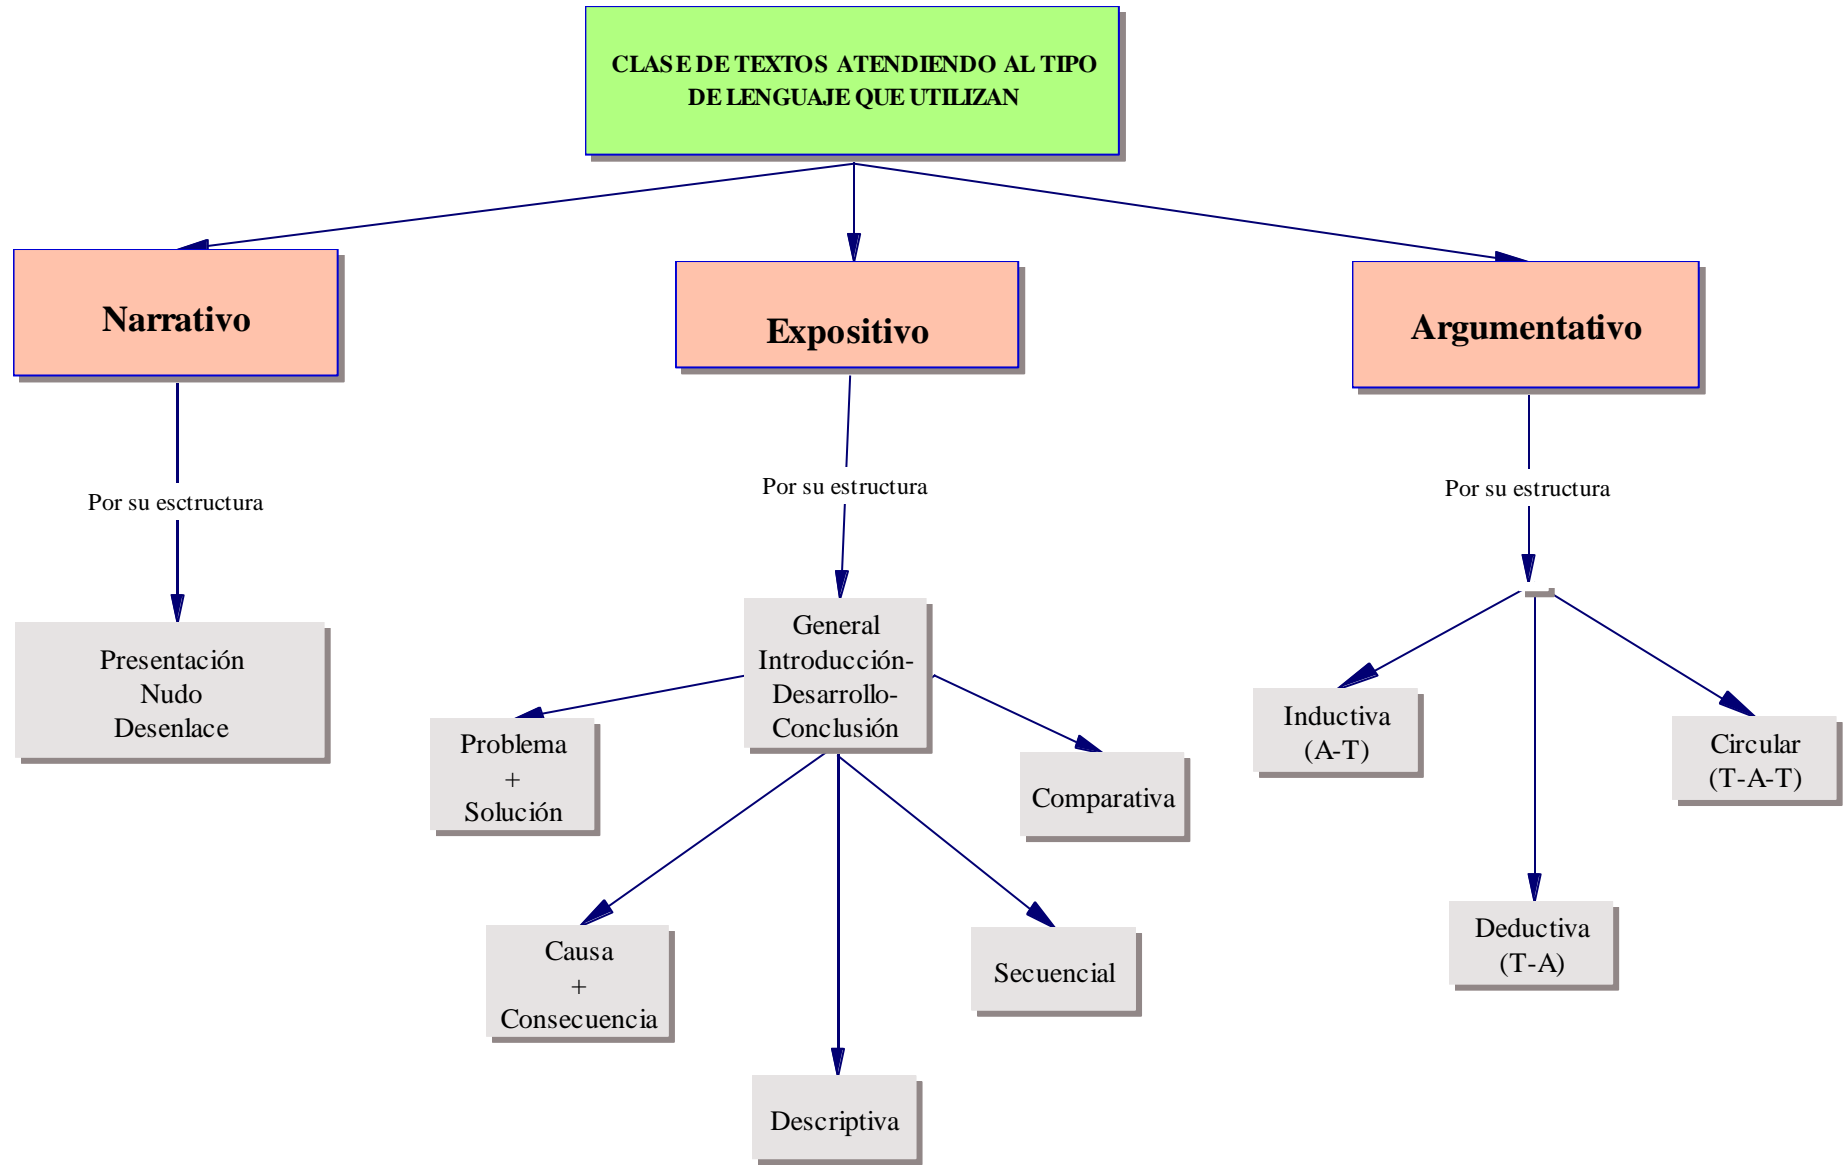 CLASE DE TEXTOS ATENDIENDO AL TIPO
DE LENGUAJE QUE UTILIZAN
Narrativo
Expositivo
Argumentativo
Por su esctructura
Por su estructura
Por su estructura
Presentación
Nudo
Desenlace
General
Introducción-
Desarrollo-
Conclusión
Problema
+
Solución
Comparativa
Causa
+
Consecuencia
Secuencial
Descriptiva
Inductiva
(A-T)
Circular
(T-A-T)
Deductiva
(T-A)